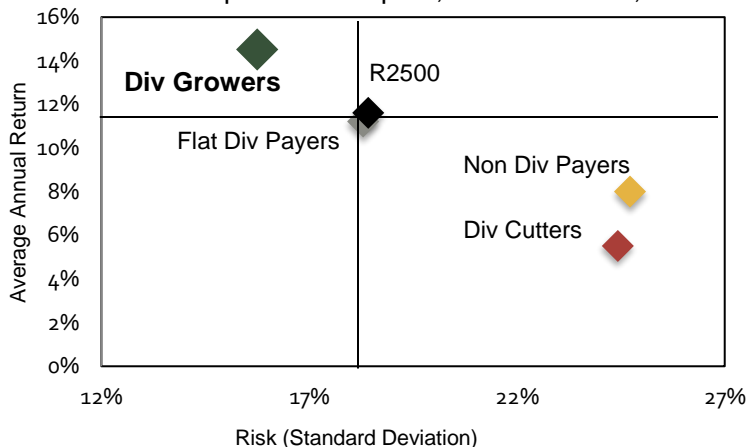 16%
14%
12%
10%
8%
6%
4%
2%
0%
Average Annual Return
Div Growers
R2500
Flat Div Payers
Non Div Payers
Div Cutters
12%
17%
22%
27%
Risk (Standard Deviation)